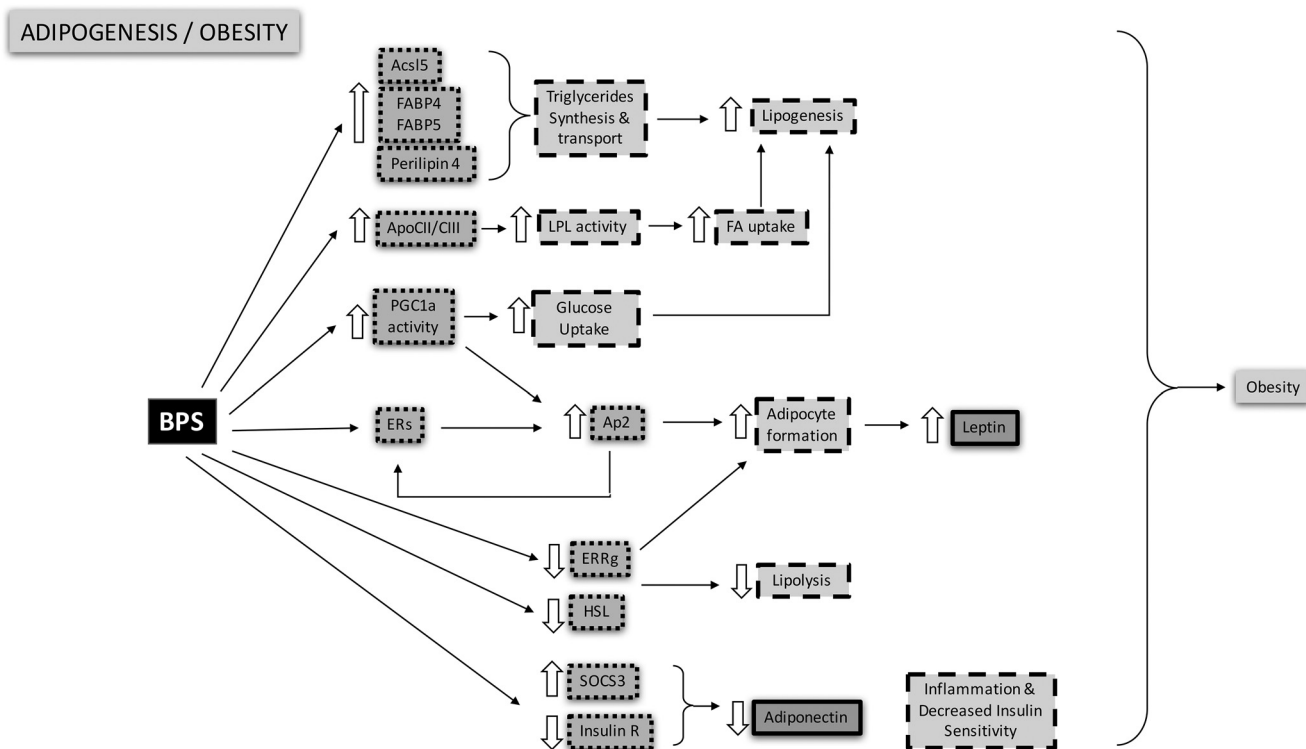 ADIPOGENESIS / OBESITY
Acsl5
FABP4
FABP5
Perilipin 4
Triglycerides
Synthesis &
transport
Lipogenesis
ApoCII/CIII
LPL activity
FA uptake
PGC1a
activity
Glucose
Uptake
BPS
ERs
Ap2
Adipocyte
formation
Leptin
Obesity
ERRg
Lipolysis
HSL
SOCS3
Insulin R
Adiponectin
Inflammation &
Decreased Insulin
Sensitivity